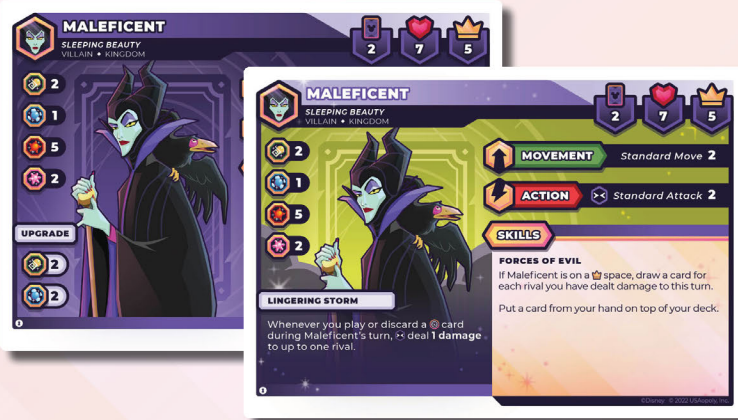 MALEFICENT
SLEEPING BEAUTY
VILLAIN • KINGDOM
2 7 5
2
1
5
2
UPGRADE
2
2
MALEFICENT
SLEEPING BEAUTY
VILLAIN • KINGDOM
2 7 5
2
1
5
2
MOVEMENT Standard Move 2
ACTION Standard Attack 2
SKILLS
FORCES OF EVIL
If Maleficent is on a space, draw a card for
each rival you have dealt damage to this turn.
Put a card from your hand on top of your deck.
LINGERING STORM
Whenever you play or discard a card
during Maleficent's turn, deal 1 damage
to up to one rival.
©Disney © 2022 USAopoly, Inc.